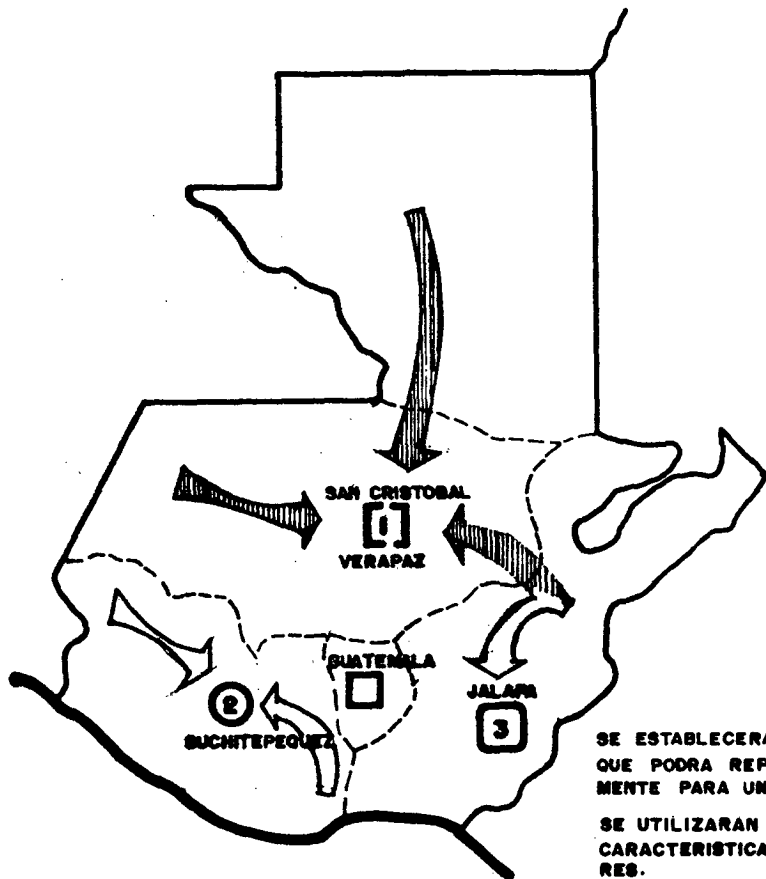 SAN CRISTOBAL
1
VERAPAZ
GUATEMALA
JALAPA
2
3
SUCHITEPEQUEZ
SE ESTABLECERA
QUE PODRA REP
MENTE PARA UN
SE UTILIZARAN
CARACTERISTICA
RES.